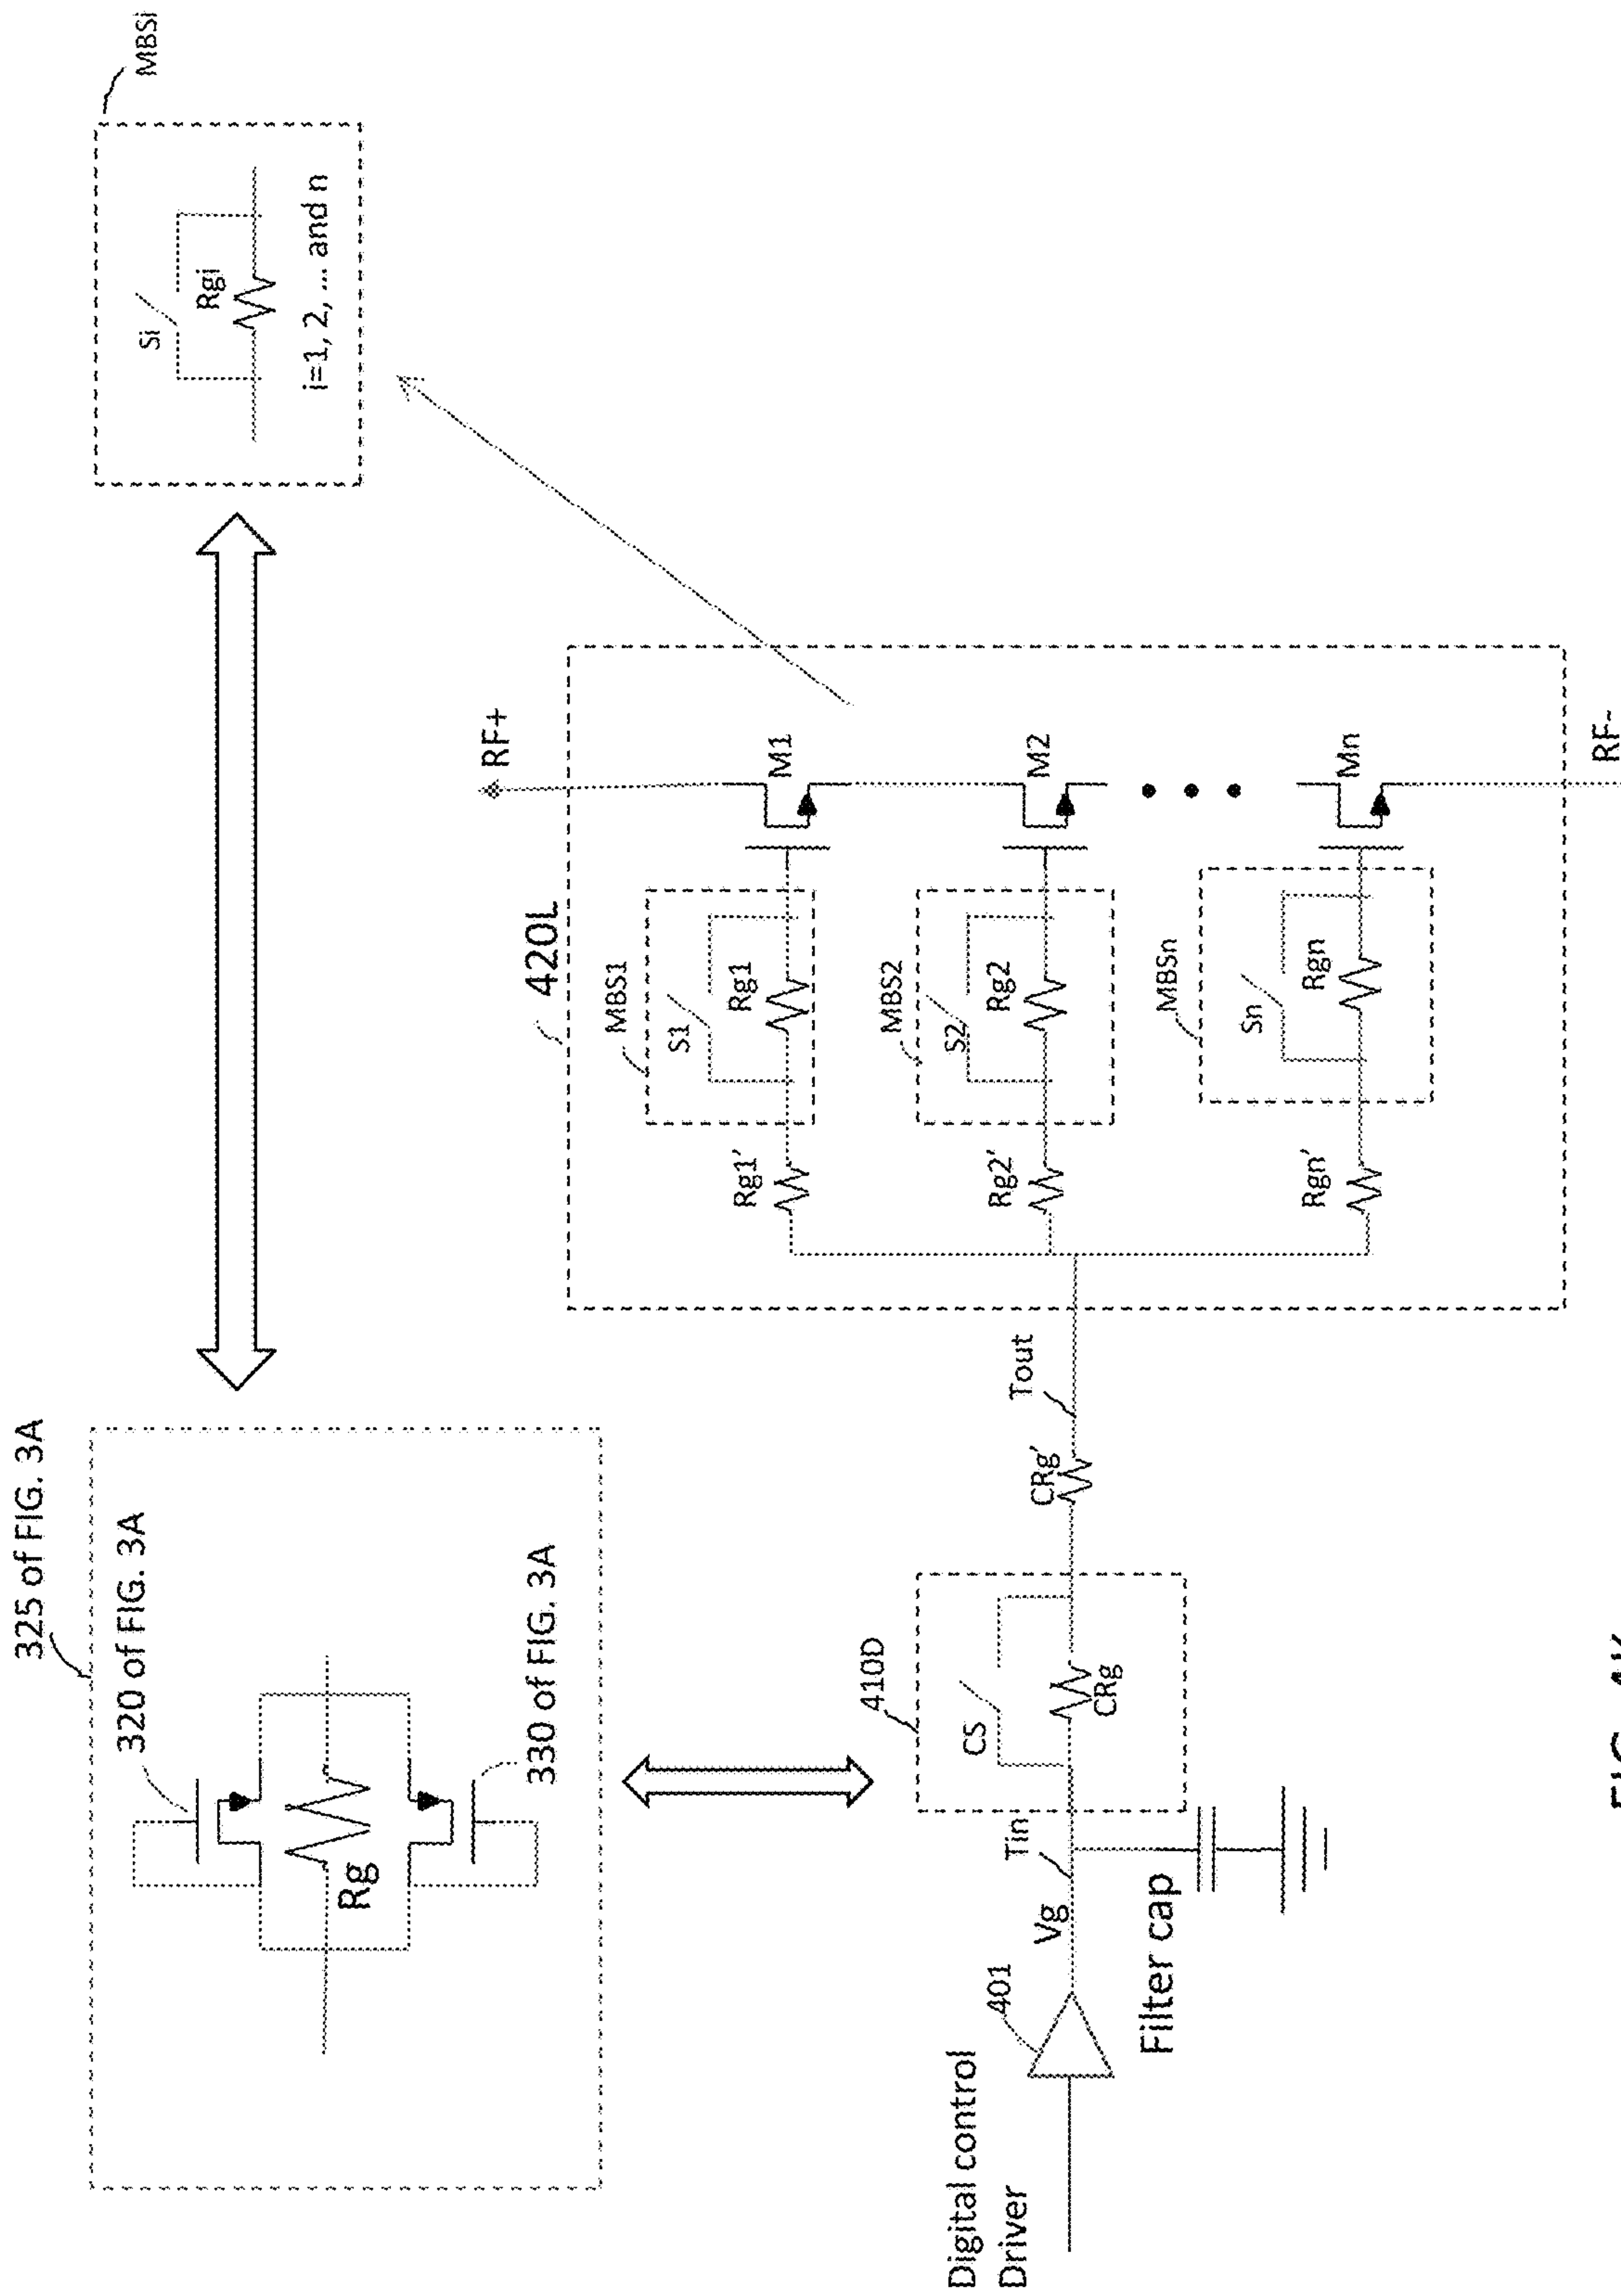 325 of FIG. 3A
320 of FIG. 3A
Rg
330 of FIG. 3A
MBSi
Si
Rgi
i=1, 2, ... and n
Digital control
Driver
401
Vg
Tin
Filter cap
410D
CS
CRg
CRg'
Tout
420L
RF+
MBS1
S1
Rg1
Rg1'
M1
MBS2
S2
Rg2
Rg2'
M2
MBSn
Sn
Rgn
Rgn'
Mn
RF-